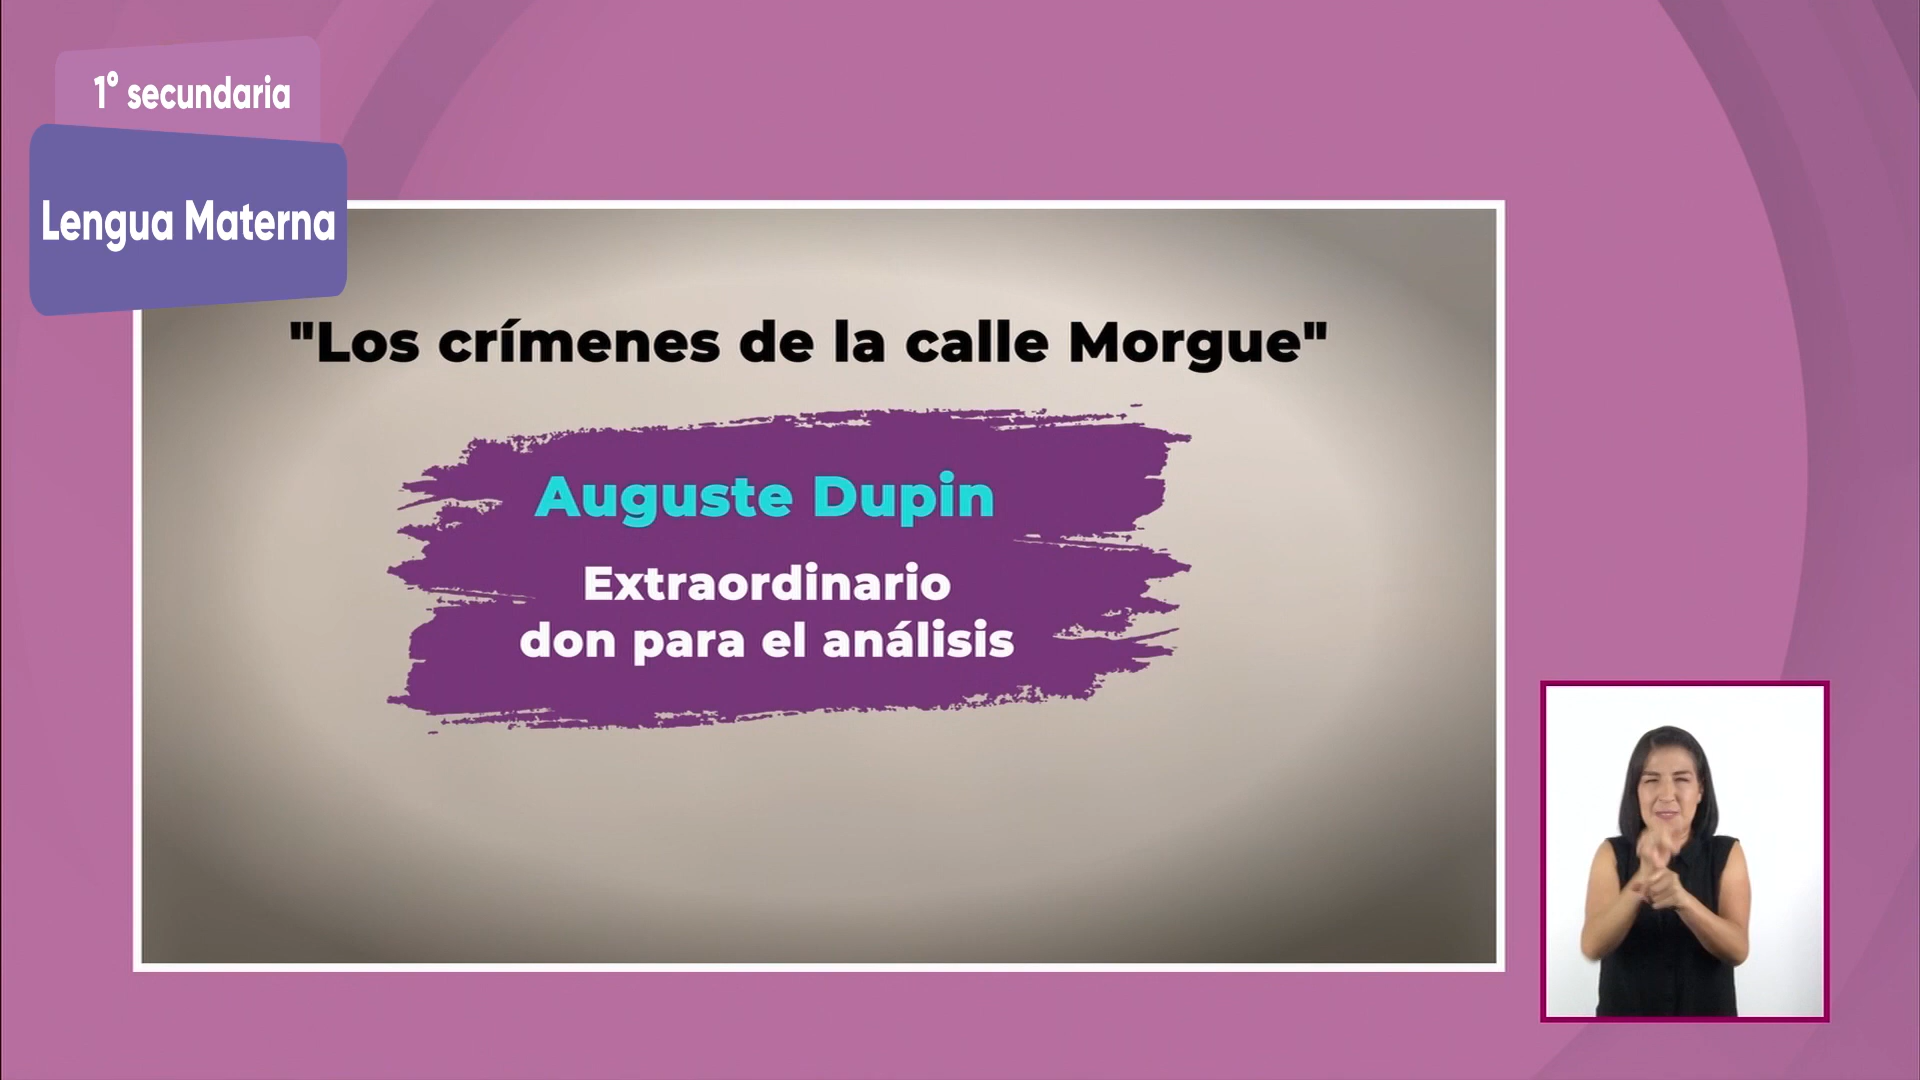 1° secundaria
Lengua Materna
"Los crímenes de la calle Morgue"
Auguste Dupin
Extraordinario
don para el análisis